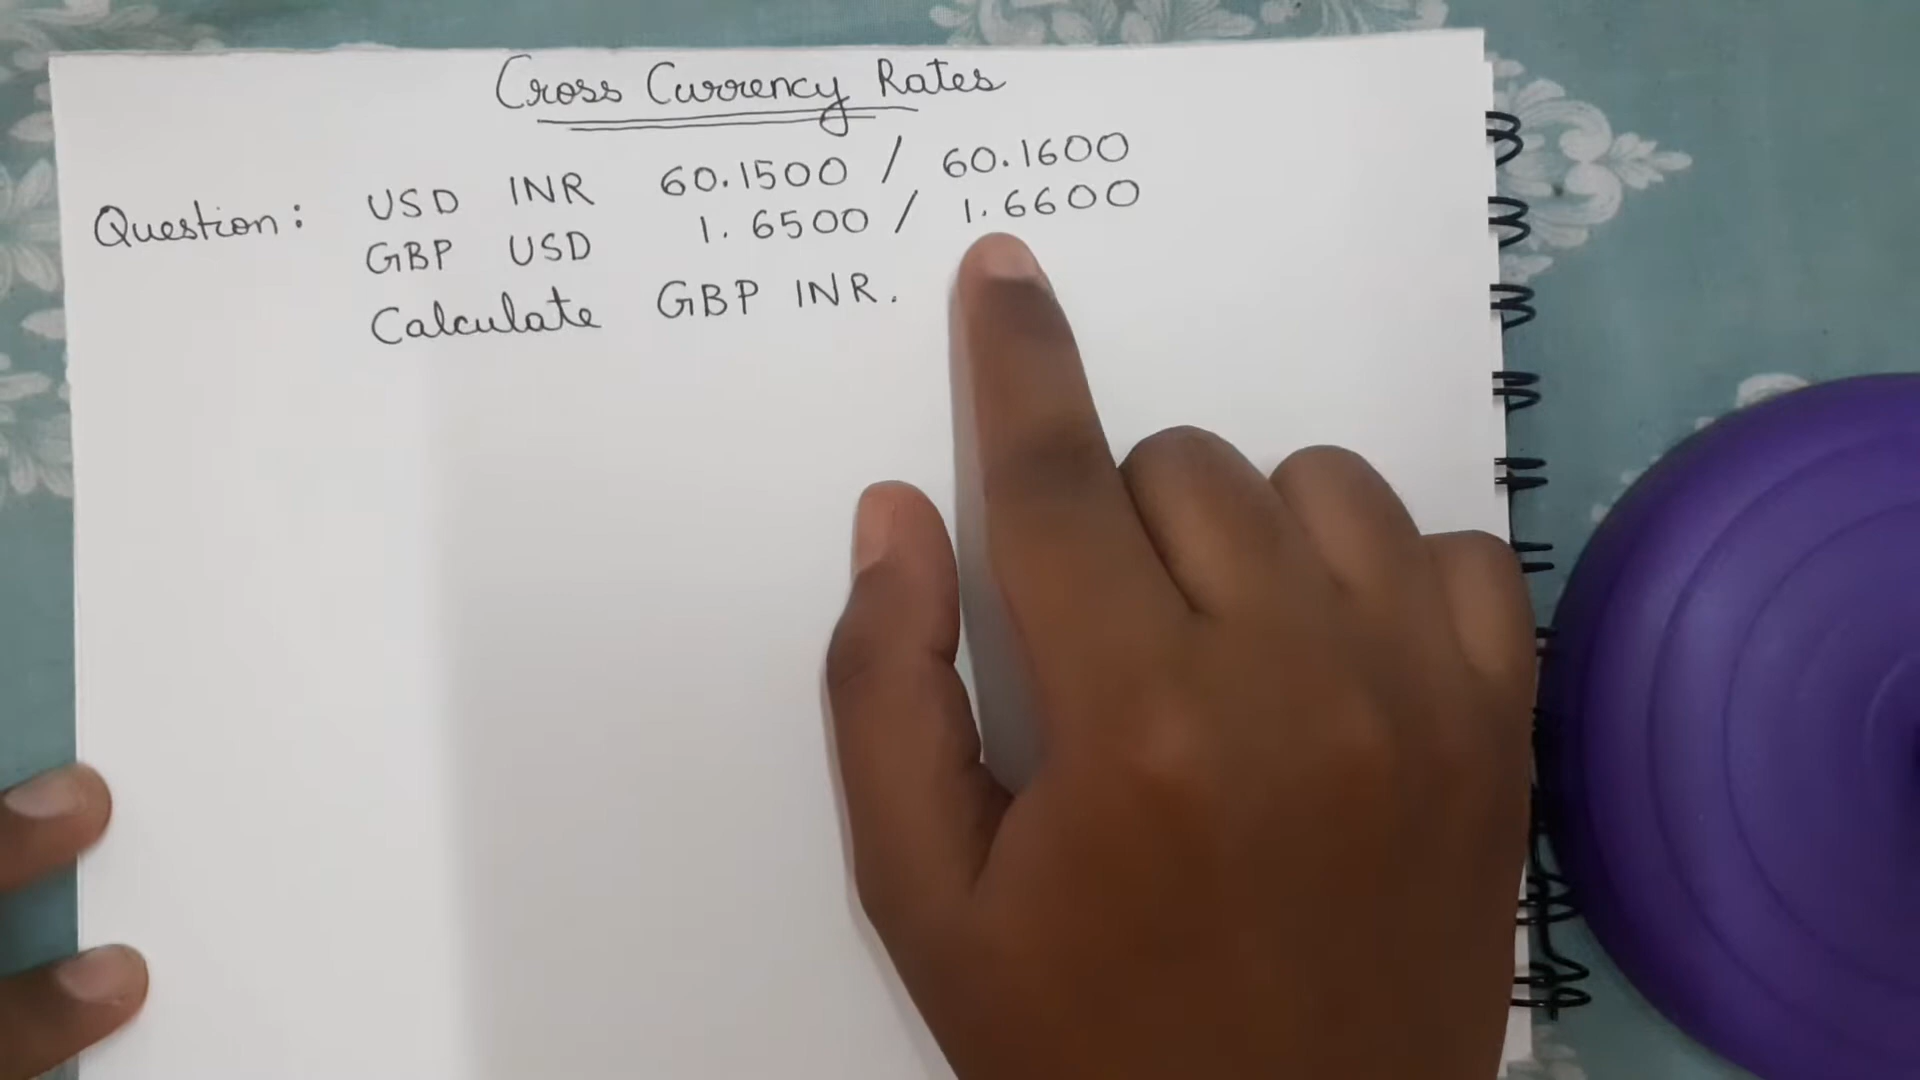 Cross Currency Rates
Question: USD INR 60.1500 / 60.1600
GBP USD 1.6500 / 1.6600
Calculate GBP INR.